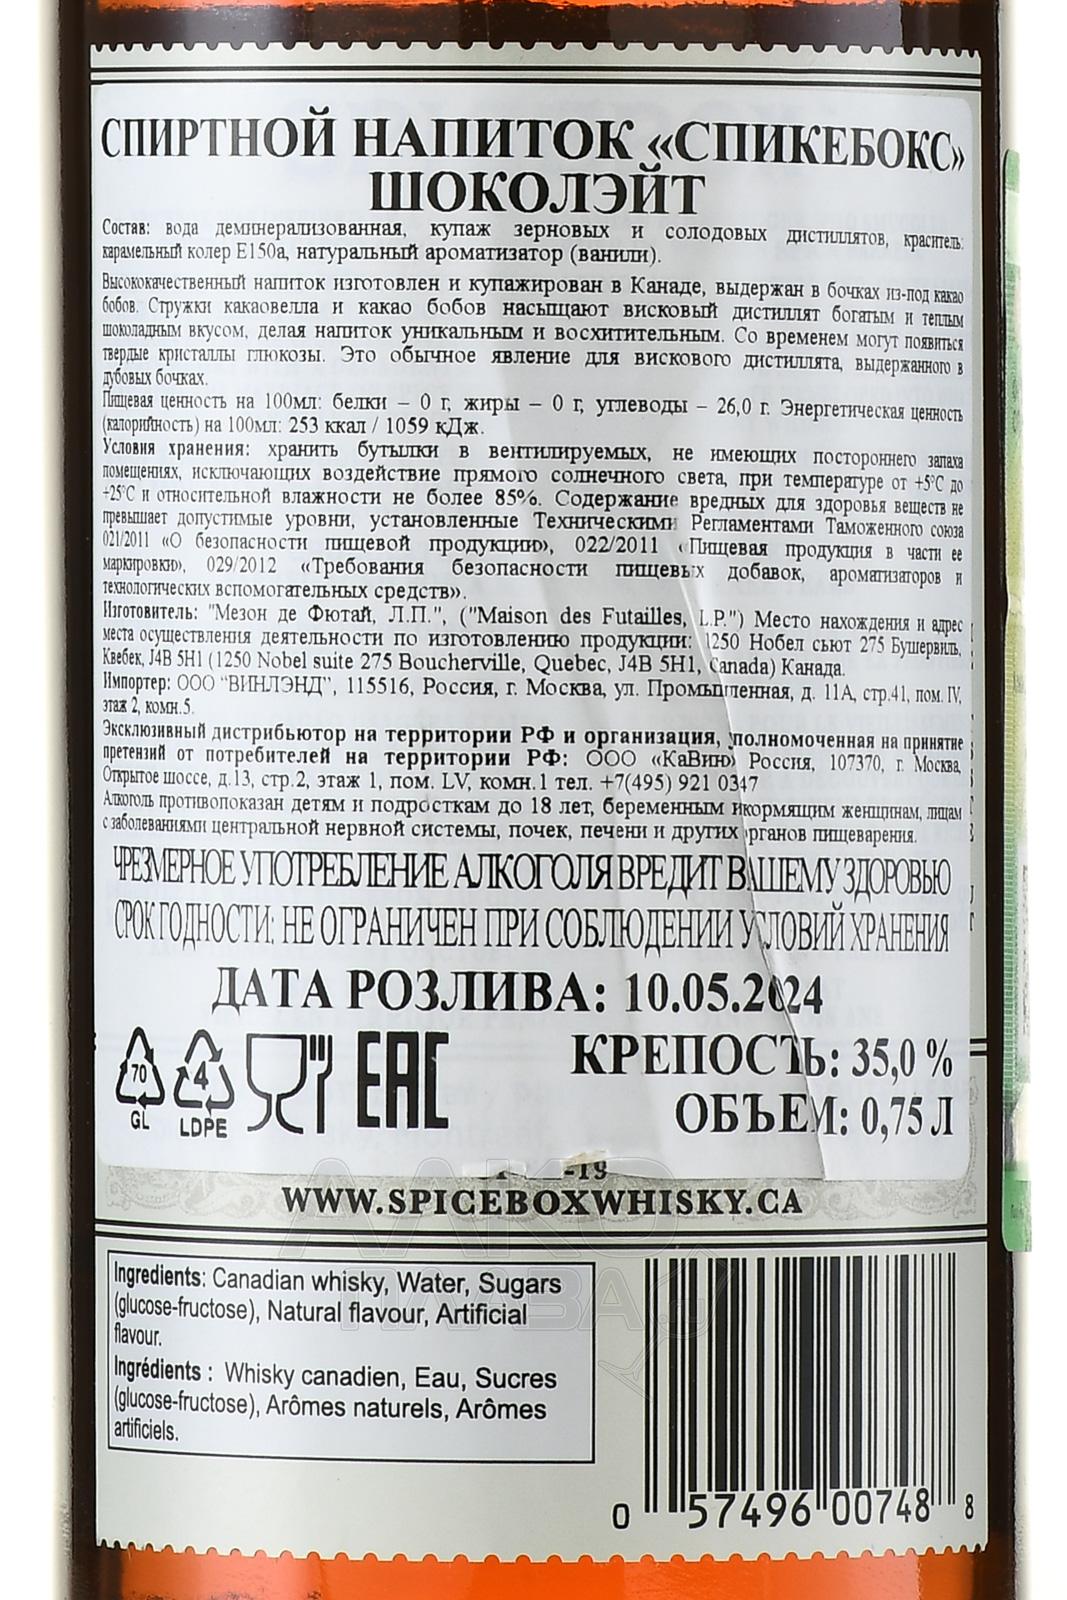 СПИРТНОЙ НАПИТОК «СПИКЕБОКС»
ШОКОЛЭЙТ
Состав: вода деминерализованная, купаж зерновых и солодовых дистиллятов, краситель:
карамельный колер Е150а, натуральный ароматизатор (ванили).
Высококачественный напиток изготовлен и купажирован в Канаде, выдержан в бочках из-под какао
бобов. Стружки какаовелла и какао бобов насыщают висковый дистиллят богатым и теплым
шоколадным вкусом, делая напиток уникальным и восхитительным. Со временем могут появиться
твердые кристаллы глюкозы. Это обычное явление для вискового дистиллята, выдержанного в
дубовых бочках.
Пищевая ценность на 100мл: белки – 0 г, жиры – 0 г, углеводы – 26,0 г. Энергетическая ценность
(калорийность) на 100мл: 253 ккал / 1059 кДж.
Условия хранения: хранить бутылки в вентилируемых, не имеющих постороннего запаха
помещениях, исключающих воздействие прямого солнечного света, при температуре от +5°С до
+25°С и относительной влажности не более 85%. Содержание вредных для здоровья веществ не
превышает допустимые уровни, установленные Техническими Регламентами Таможенного союза
021/2011 «О безопасности пищевой продукции», 022/2011 «Пищевая продукция в части ее
маркировки», 029/2012 «Требования безопасности пищевых добавок, ароматизаторов и
технологических вспомогательных средств».
Изготовитель: "Мезон де Фютай, Л.П.", ("Maison des Futailles, L.P.") Место нахождения и адрес
места осуществления деятельности по изготовлению продукции: 1250 Нобел сьют 275 Бушервиль,
Квебек, J4B 5H1 (1250 Nobel suite 275 Boucherville, Quebec, J4B 5H1, Canada) Канада.
Импортер: ООО "ВИНЛЭНД", 115516, Россия, г. Москва, ул. Промышленная, д. 11А, стр.41, пом. IV,
этаж 2, комн.5.
Эксклюзивный дистрибьютор на территории РФ и организация, уполномоченная на принятие
претензий от потребителей на территории РФ: ООО «КаВин» Россия, 107370, г. Москва,
Открытое шоссе, д.13, стр.2, этаж 1, пом. LV, комн.1 тел. +7(495) 921 0347
Алкоголь противопоказан детям и подросткам до 18 лет, беременным и кормящим женщинам, лицам
с заболеваниями центральной нервной системы, почек, печени и других органов пищеварения.
ЧРЕЗМЕРНОЕ УПОТРЕБЛЕНИЕ АЛКОГОЛЯ ВРЕДИТ ВАШЕМУ ЗДОРОВЬЮ
СРОК ГОДНОСТИ: НЕ ОГРАНИЧЕН ПРИ СОБЛЮДЕНИИ УСЛОВИЙ ХРАНЕНИЯ
ДАТА РОЗЛИВА: 10.05.2024
КРЕПОСТЬ: 35,0 %
ОБЪЕМ: 0,75 Л
70
GL
4
LDPE
EAC
-19
WWW.SPICEBOXWHISKY.CA
Ingredients: Canadian whisky, Water, Sugars
(glucose-fructose), Natural flavour, Artificial
flavour.
Ingrédients : Whisky canadien, Eau, Sucres
(glucose-fructose), Arômes naturels, Arômes
artificiels.
0 57496 00748 8